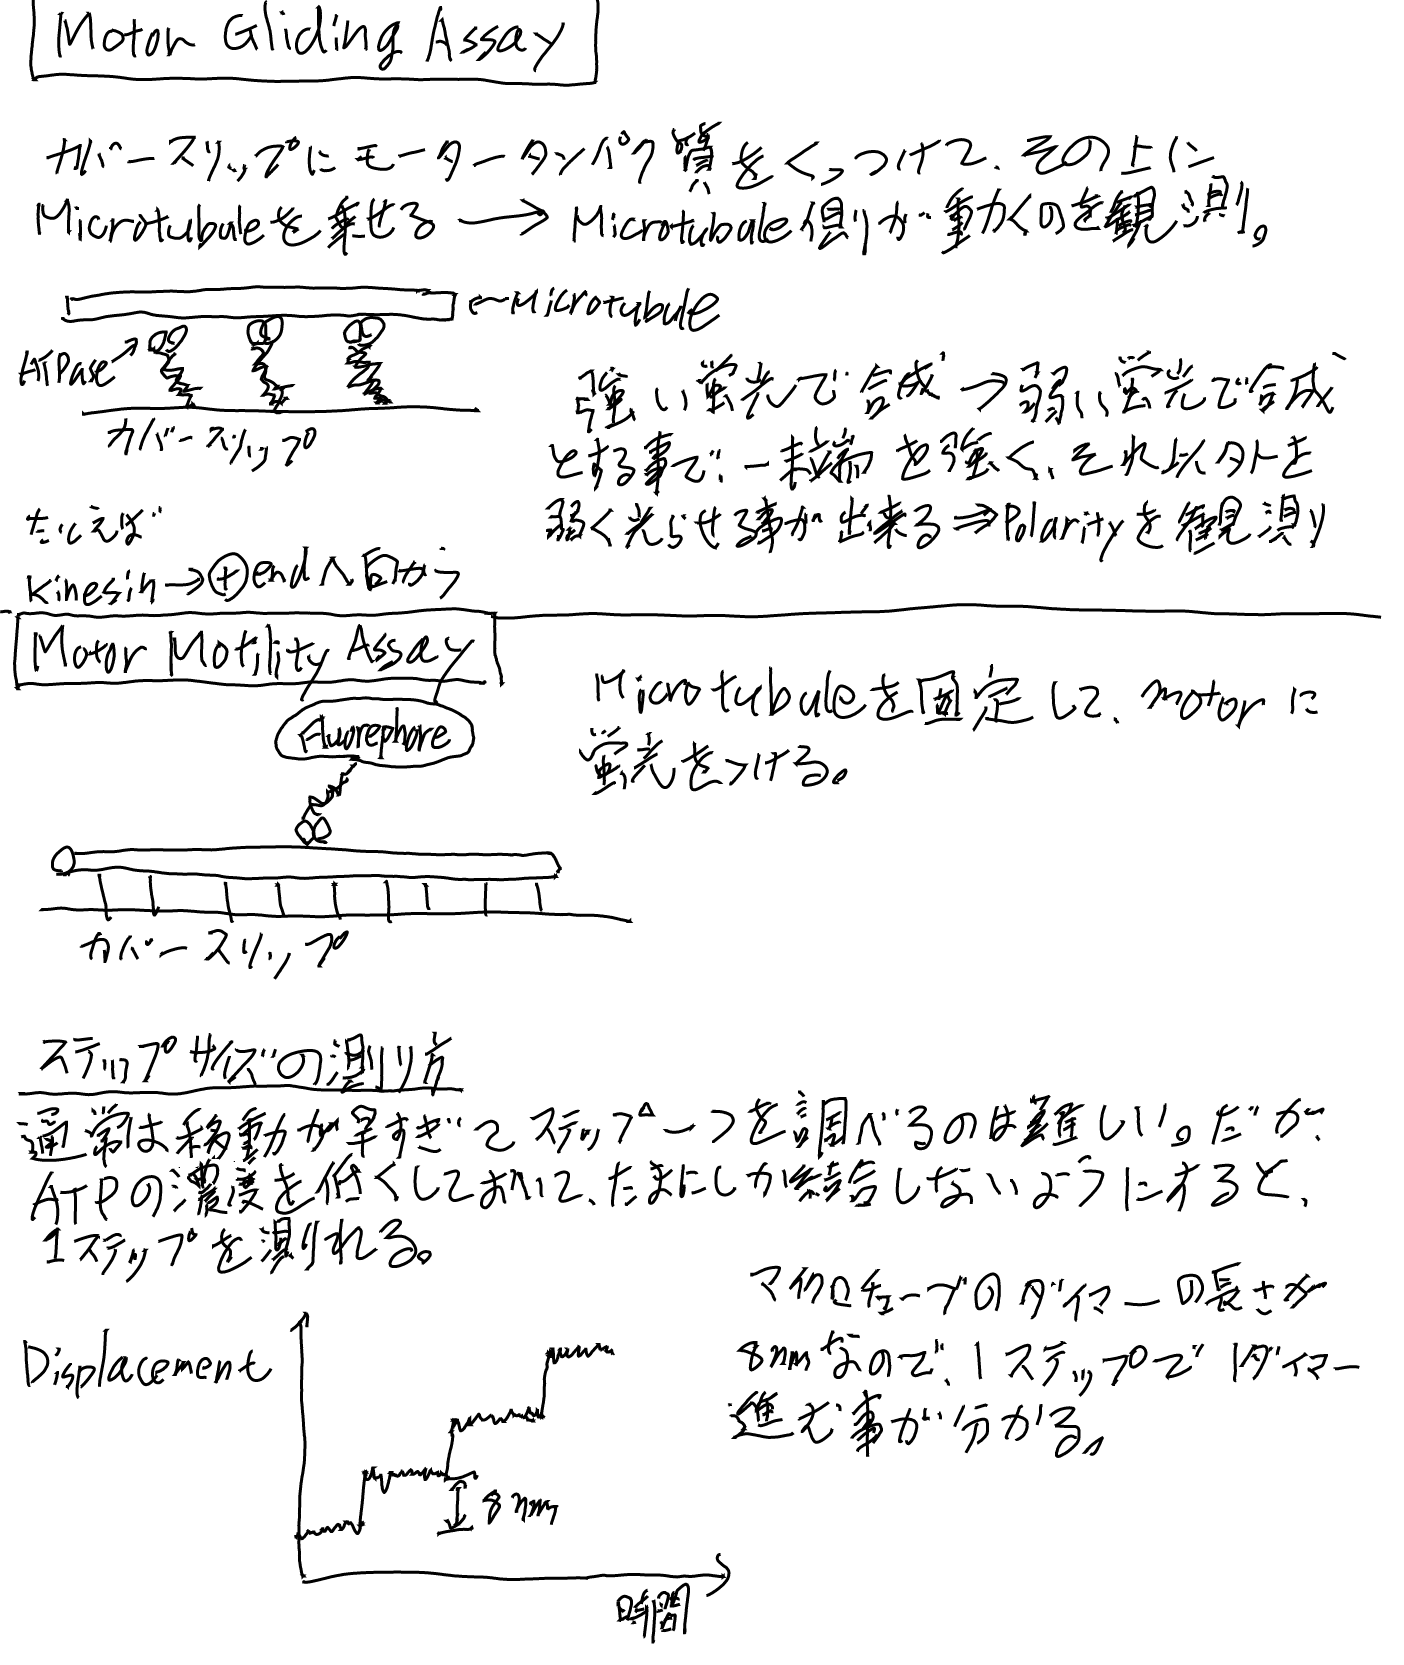 Motor Gliding Assay
カバースリップにモータータンパク質をくっつけて、その上に
Microtubuleを乗せる → Microtubule側が動くのを観測。
←Microtubule
ATPase→
カバースリップ
強い蛍光で合成→弱い蛍光で合成
とする事で、一末端を強く、それ以外を
弱く光らせる事が出来る⇒Polarityを観測
たとえば
Kinesin→⊕endへ向かう
Motor Motility Assay
Fluorephore
Microtubuleを固定して、motorに
蛍光をつける。
カバースリップ
ステップサイズの測り方
通常は移動が早すぎてステップ一つを調べるのは難しい。だが、
ATPの濃度を低くしておいて、たまにしか結合しないようにすると、
1ステップを測れる。
マイクロチューブのダイマーの長さが
8nmなので、1ステップで1ダイマー
進む事が分かる。
Displacement
8nm
時間